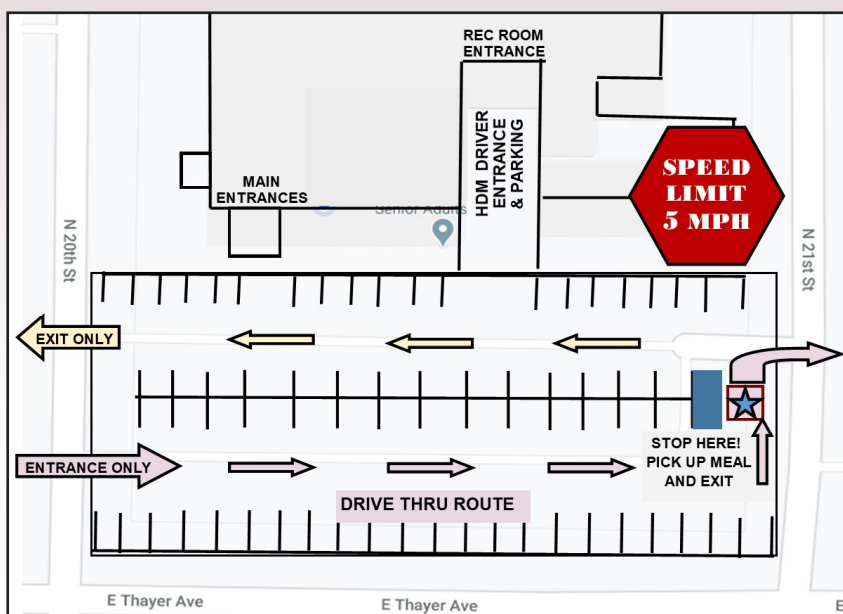 REC ROOM
ENTRANCE
HDM DRIVER
ENTRANCE
& PARKING
SPEED
LIMIT
5 MPH
MAIN
ENTRANCES
Senior Adults
N 20th St
N 21st St
EXIT ONLY
ENTRANCE ONLY
STOP HERE!
PICK UP MEAL
AND EXIT
DRIVE THRU ROUTE
E Thayer Ave
E Thayer Ave
E